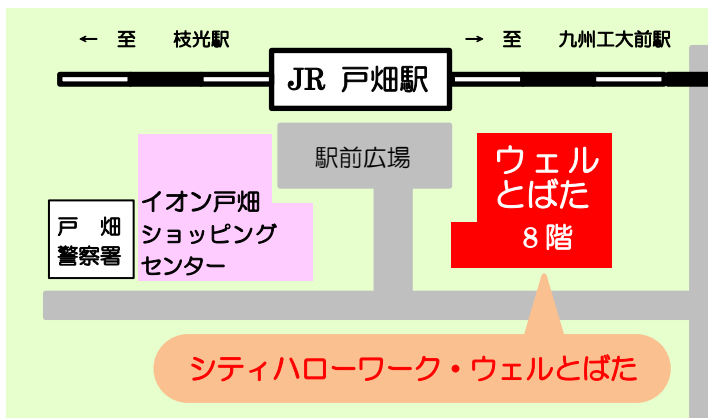 ← 至 枝光駅
→ 至 九州工大前駅
JR 戸畑駅
駅前広場
ウェル
とばた
8階
イオン戸畑
ショッピング
センター
戸 畑
警察署
シティハローワーク・ウェルとばた